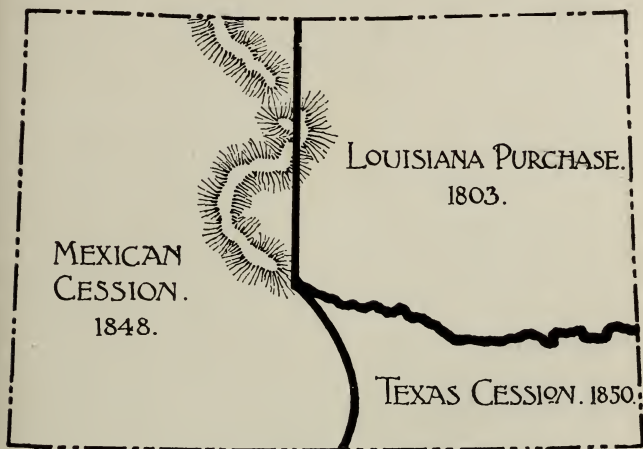 LOUISIANA PURCHASE.
1803.
MEXICAN
CESSION.
1848.
TEXAS CESSION. 1850.